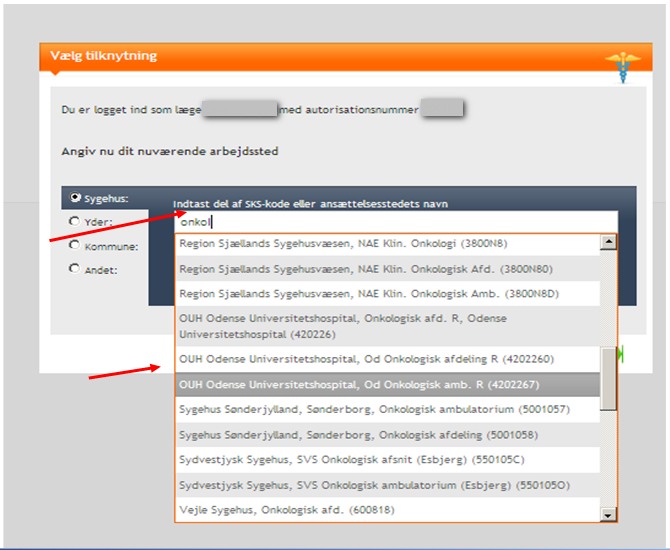 Vælg tilknytning
Du er logget ind som læge med autorisationsnummer
Angiv nu dit nuværende arbejdssted
Sygehus:
Yder:
Kommune:
Andet:
Indtast del af SKS-kode eller ansættelsesstedets navn
onkol
Region Sjællands Sygehusvæsen, NAE Klin. Onkologi (3800N8)
Region Sjællands Sygehusvæsen, NAE Klin. Onkologisk Afd. (3800N80)
Region Sjællands Sygehusvæsen, NAE Klin. Onkologisk Amb. (3800N8D)
OUH Odense Universitetshospital, Onkologisk afd. R, Odense
Universitetshospital (420226)
OUH Odense Universitetshospital, Od Onkologisk afdeling R (4202260)
OUH Odense Universitetshospital, Od Onkologisk amb. R (4202267)
Sygehus Sønderjylland, Sønderborg, Onkologisk ambulatorium (5001057)
Sygehus Sønderjylland, Sønderborg, Onkologisk afdeling (5001058)
Sydvestjysk Sygehus, SVS Onkologisk afsnit (Esbjerg) (550105C)
Sydvestjysk Sygehus, SVS Onkologisk ambulatorium (Esbjerg) (550105O)
Vejle Sygehus, Onkologisk afd. (600818)